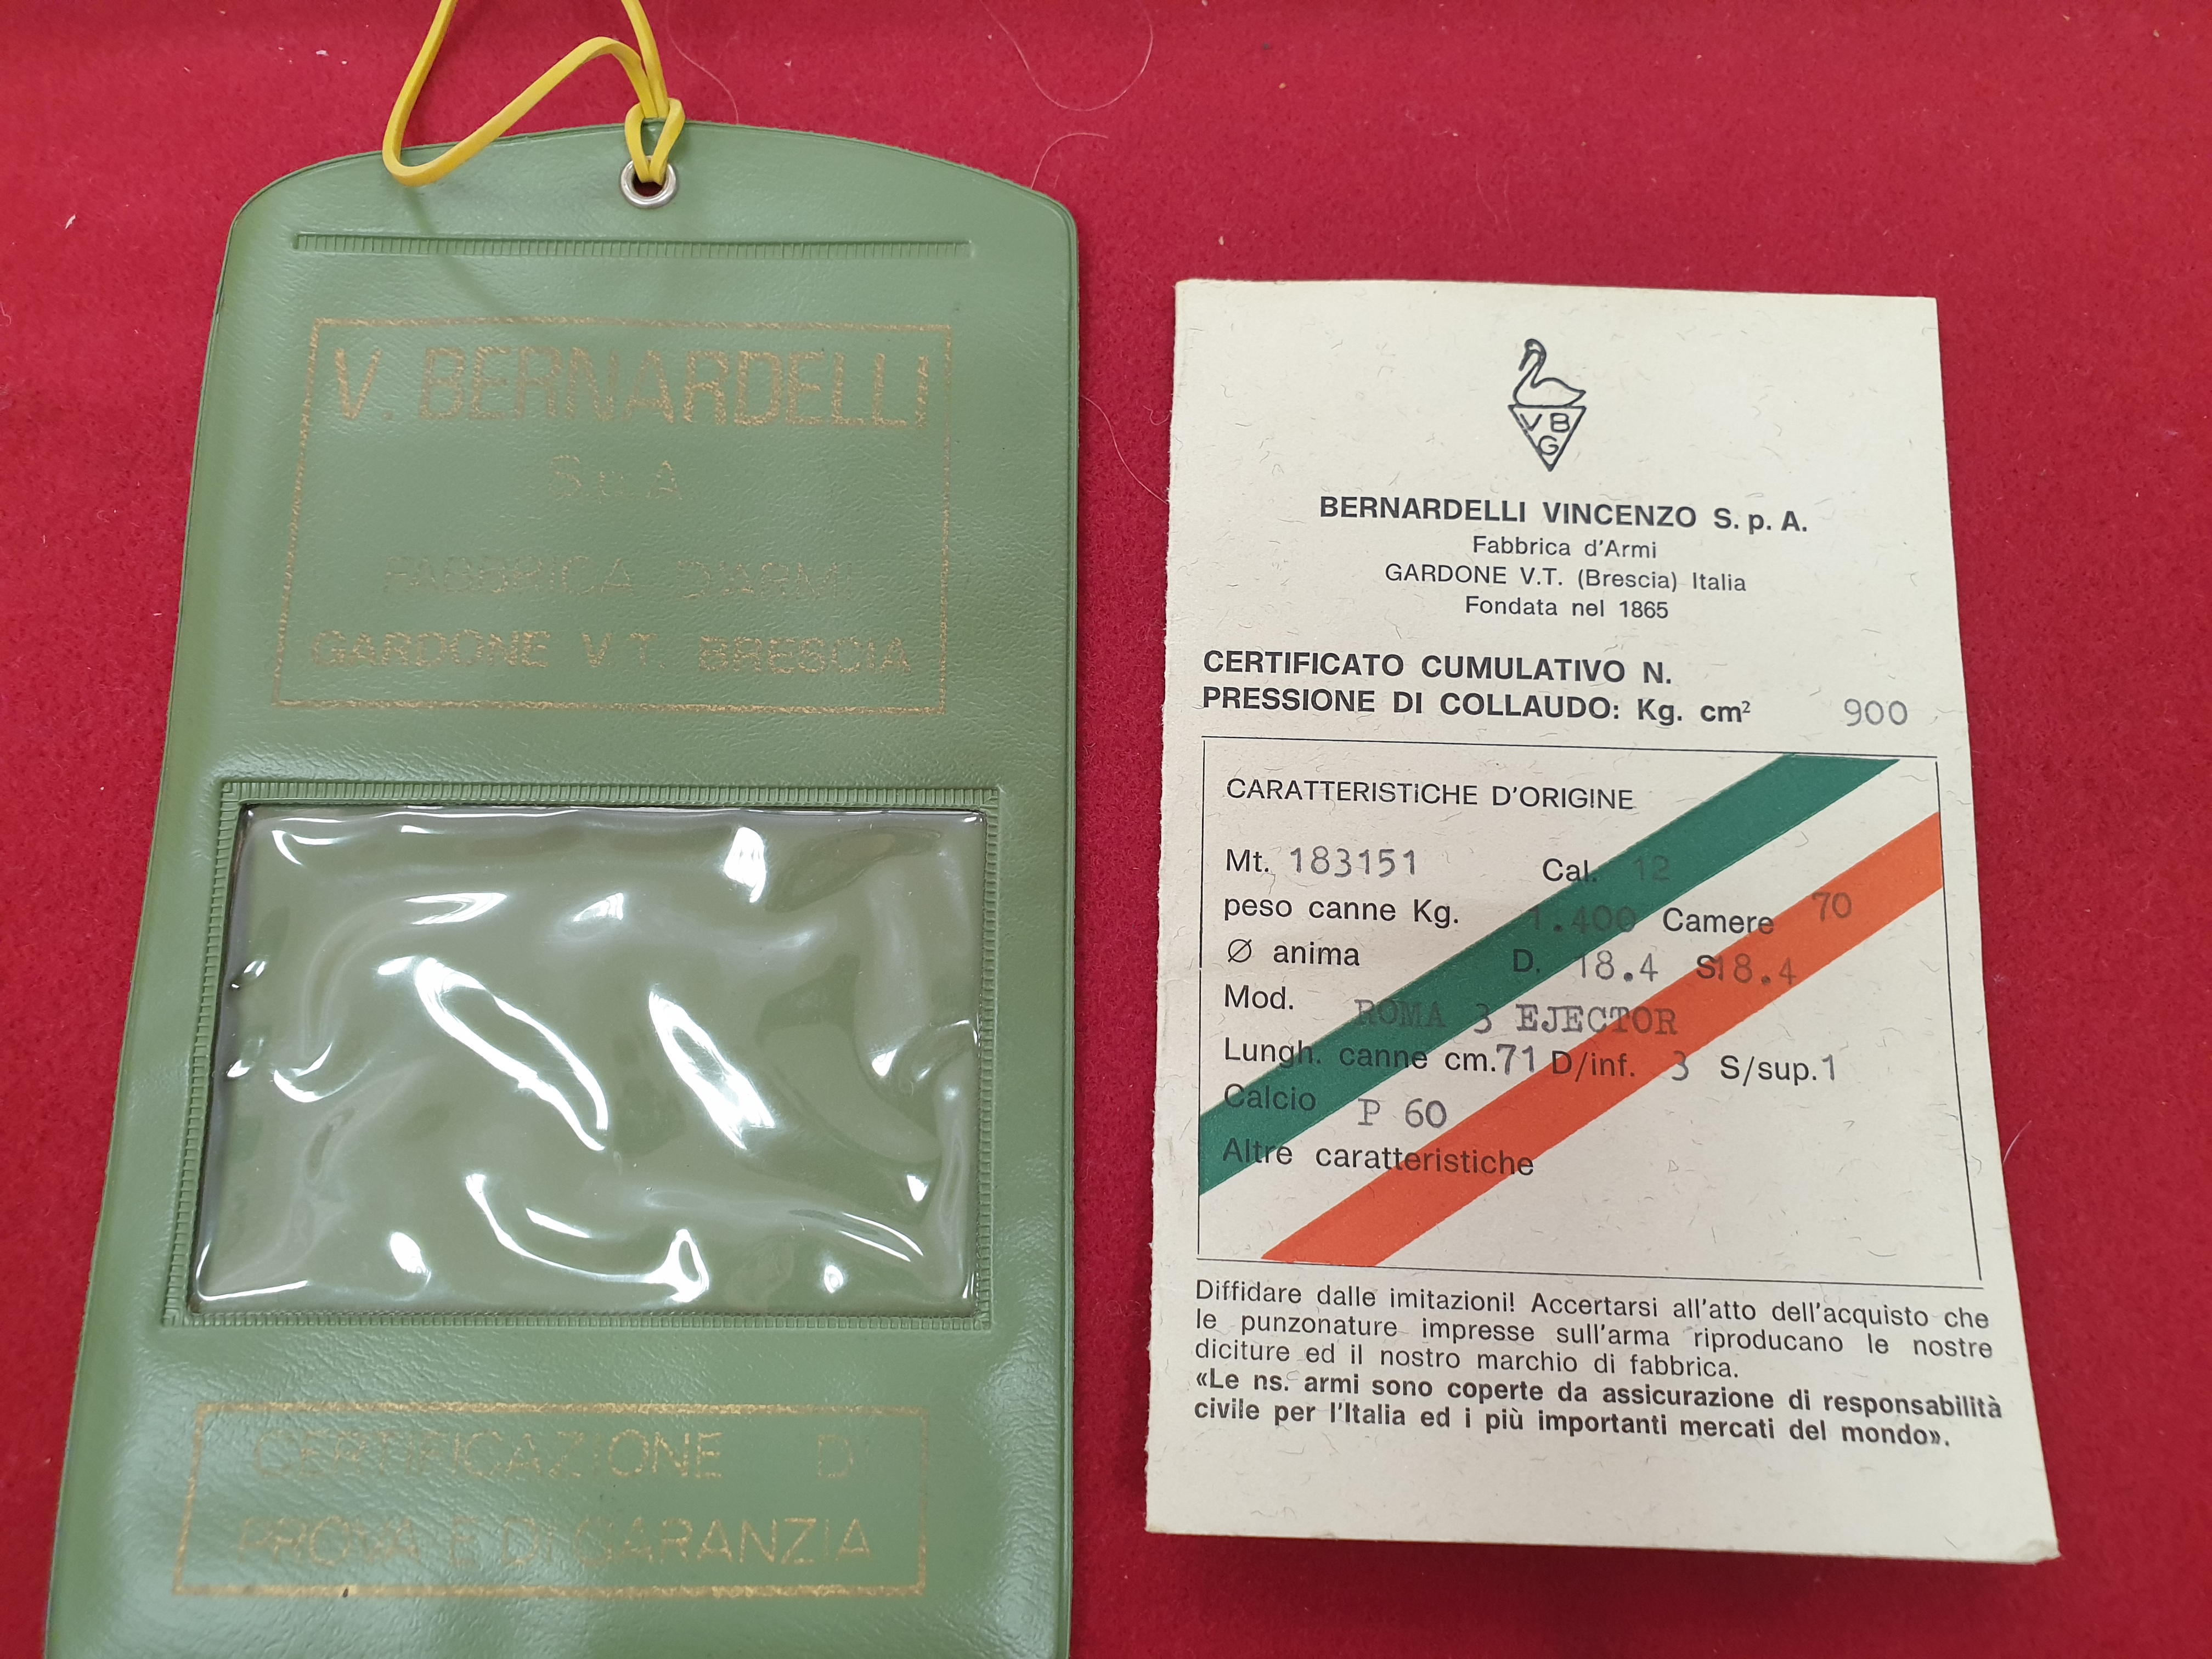 V. BERNARDELLI
S.p.A
FABBRICA D'ARMI
GARDONE V.T. BRESCIA
CERTIFICAZIONE D
PROVA E DI GARANZIA
VB
G
BERNARDELLI VINCENZO S. p. A.
Fabbrica d'Armi
GARDONE V.T. (Brescia) Italia
Fondata nel 1865
CERTIFICATO CUMULATIVO N.
PRESSIONE DI COLLAUDO: Kg. cm² 900
CARATTERISTICHE D'ORIGINE
Mt. 183151 Cal. 12
peso canne Kg. 1.400 Camere 70
Ø anima D. 18.4 S18.4
Mod. ROMA 3 EJECTOR
Lungh. canne cm.71 D/inf. 3 S/sup.1
Calcio P 60
Altre caratteristiche
Diffidare dalle imitazioni! Accertarsi all'atto dell'acquisto che
le punzonature impresse sull'arma riproducano le nostre
diciture ed il nostro marchio di fabbrica.
«Le ns. armi sono coperte da assicurazione di responsabilità
civile per l'Italia ed i più importanti mercati del mondo».